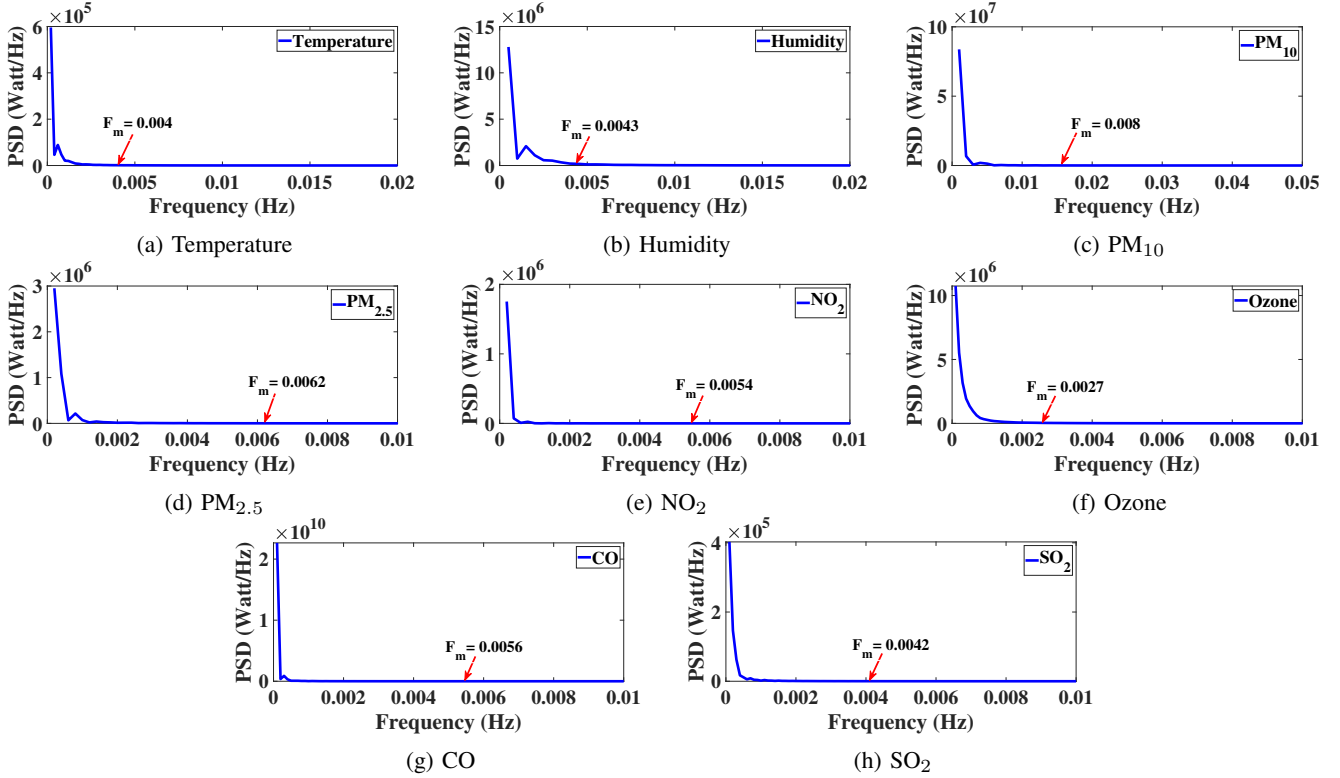 ×10^5
6
4
2
0
PSD (Watt/Hz)
Temperature
F_m = 0.004
0 0.005 0.01 0.015 0.02
Frequency (Hz)
(a) Temperature
×10^6
15
10
5
0
PSD (Watt/Hz)
Humidity
F_m = 0.0043
0 0.005 0.01 0.015 0.02
Frequency (Hz)
(b) Humidity
×10^7
10
5
0
PSD (Watt/Hz)
PM_10
F_m = 0.008
0 0.01 0.02 0.03 0.04 0.05
Frequency (Hz)
(c) PM_10
×10^6
3
2
1
0
PSD (Watt/Hz)
PM_2.5
F_m = 0.0062
0 0.002 0.004 0.006 0.008 0.01
Frequency (Hz)
(d) PM_2.5
×10^6
2
1
0
PSD (Watt/Hz)
NO_2
F_m = 0.0054
0 0.002 0.004 0.006 0.008 0.01
Frequency (Hz)
(e) NO_2
×10^6
10
5
0
PSD (Watt/Hz)
Ozone
F_m = 0.0027
0 0.002 0.004 0.006 0.008 0.01
Frequency (Hz)
(f) Ozone
×10^10
2
1
0
PSD (Watt/Hz)
CO
F_m = 0.0056
0 0.002 0.004 0.006 0.008 0.01
Frequency (Hz)
(g) CO
×10^5
4
2
0
PSD (Watt/Hz)
SO_2
F_m = 0.0042
0 0.002 0.004 0.006 0.008 0.01
Frequency (Hz)
(h) SO_2